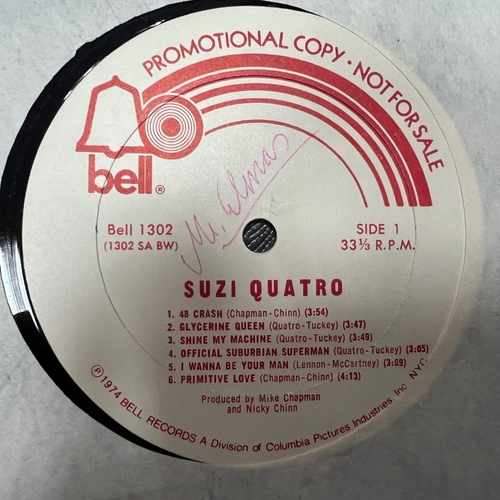 PROMOTIONAL COPY · NOT FOR SALE
bell®
Bell 1302
(1302 SA BW)
SIDE 1
33⅓ R.P.M.
SUZI QUATRO
1. 48 CRASH (Chapman-Chinn) (3:54)
2. GLYCERINE QUEEN (Quatro-Tuckey) (3:47)
3. SHINE MY MACHINE (Quatro-Tuckey) (3:49)
4. OFFICIAL SUBURBIAN SUPERMAN (Quatro-Tuckey) (3:05)
5. I WANNA BE YOUR MAN (Lennon-McCartney) (3:09)
6. PRIMITIVE LOVE (Chapman-Chinn) (4:13)
Produced by Mike Chapman
and Nicky Chinn
Ⓟ1974 BELL RECORDS A Division of Columbia Pictures Industries, Inc. NYC